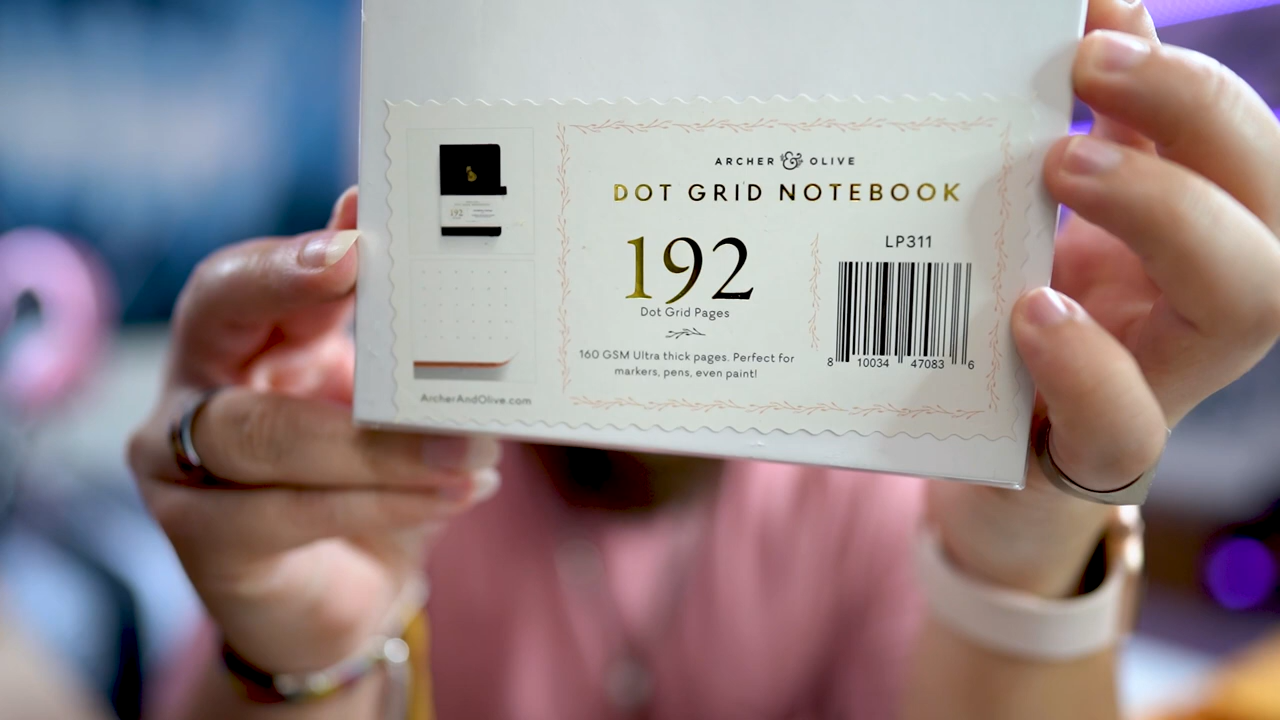 ARCHER & OLIVE
DOT GRID NOTEBOOK
192
Dot Grid Pages
160 GSM Ultra thick pages. Perfect for
markers, pens, even paint!
LP311
8 10034 47083 6
192
ArcherAndOlive.com